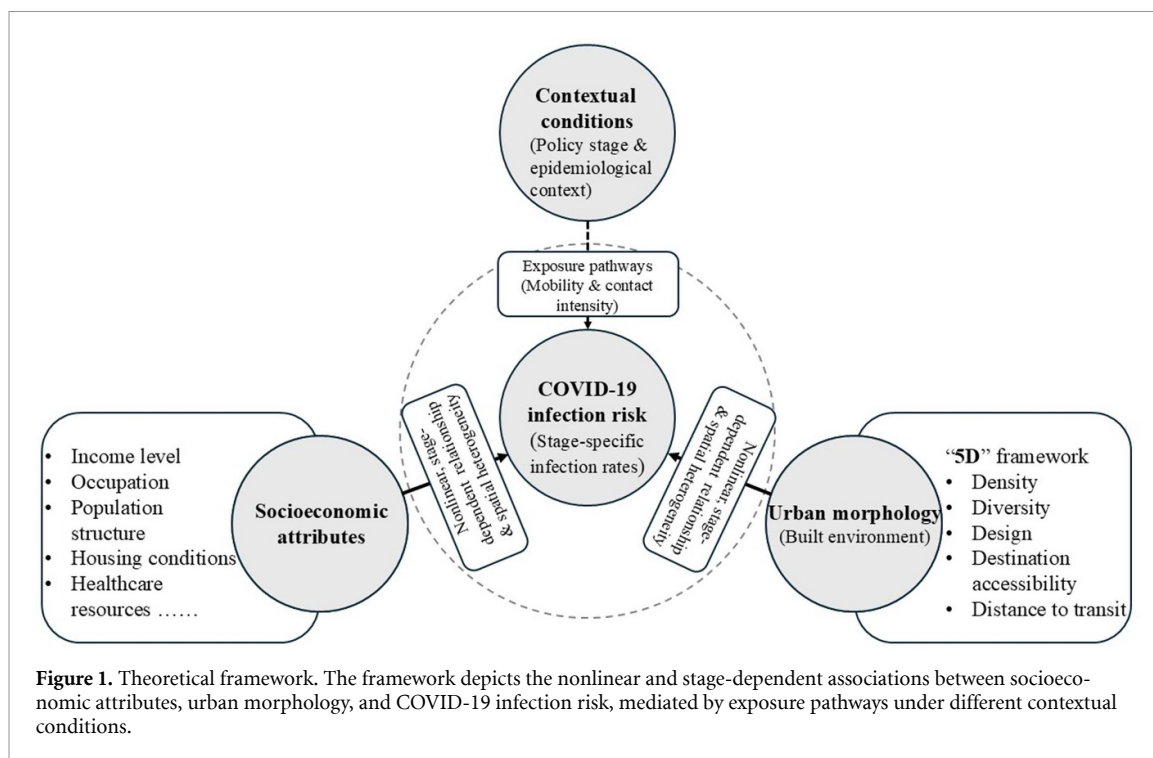 Contextual
conditions
(Policy stage &
epidemiological
context)
Exposure pathways
(Mobility & contact
intensity)
COVID-19
infection risk
(Stage-specific
infection rates)
Nonlinear, stage-
dependent relationship
& spatial heterogeneity
Nonlinear, stage-
dependent relationship
& spatial heterogeneity
• Income level
• Occupation
• Population
structure
• Housing conditions
• Healthcare
resources ……
Socioeconomic
attributes
Urban morphology
(Built environment)
“5D” framework
• Density
• Diversity
• Design
• Destination
accessibility
• Distance to transit
Figure 1. Theoretical framework. The framework depicts the nonlinear and stage-dependent associations between socioeco-
nomic attributes, urban morphology, and COVID-19 infection risk, mediated by exposure pathways under different contextual
conditions.